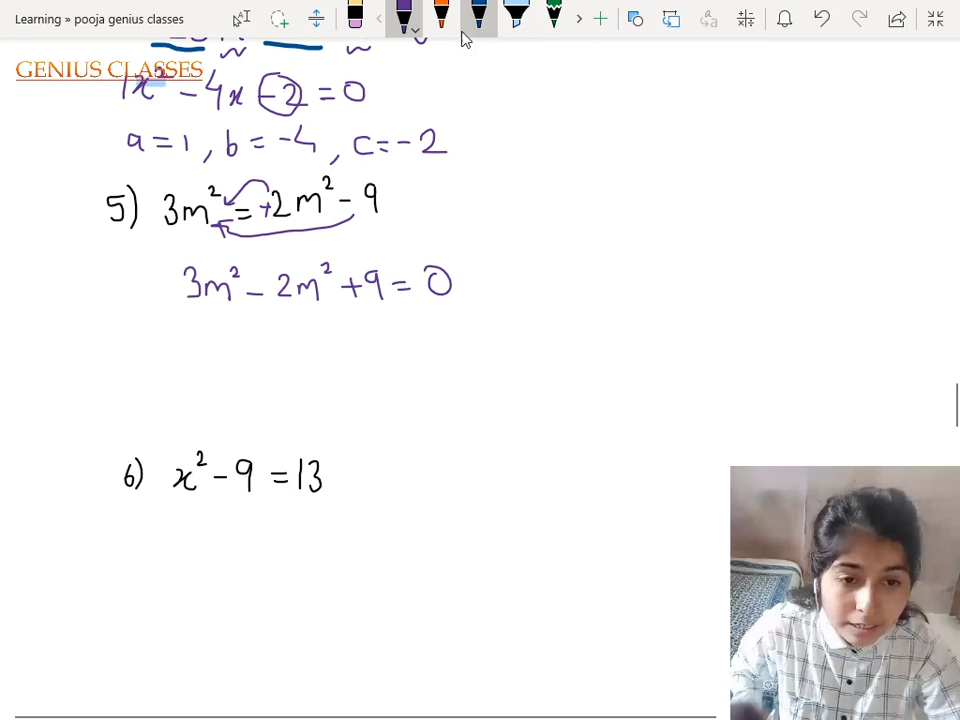 Learning » pooja genius classes
GENIUS CLASSES
1x² - 4x - 2 = 0
a = 1 , b = -4 , c = -2
5) 3m² = +2m² - 9
3m² - 2m² + 9 = 0
6) x² - 9 = 13